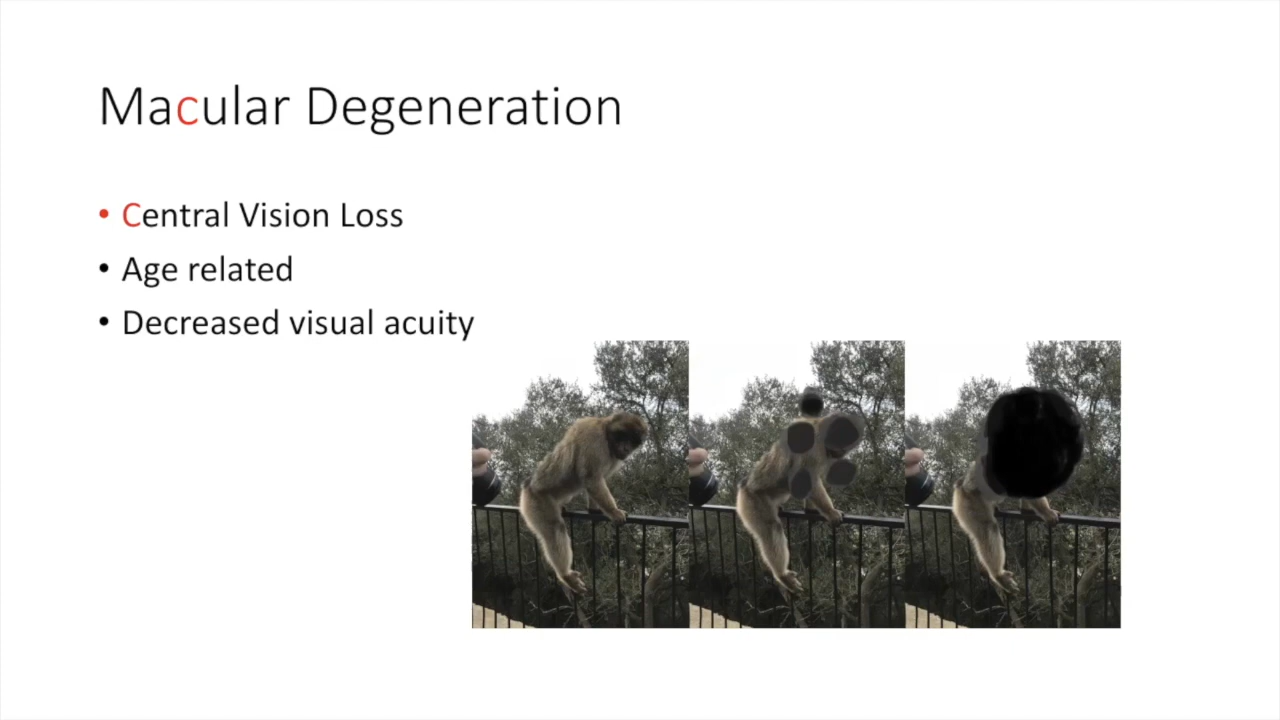 Macular Degeneration
• Central Vision Loss
• Age related
• Decreased visual acuity